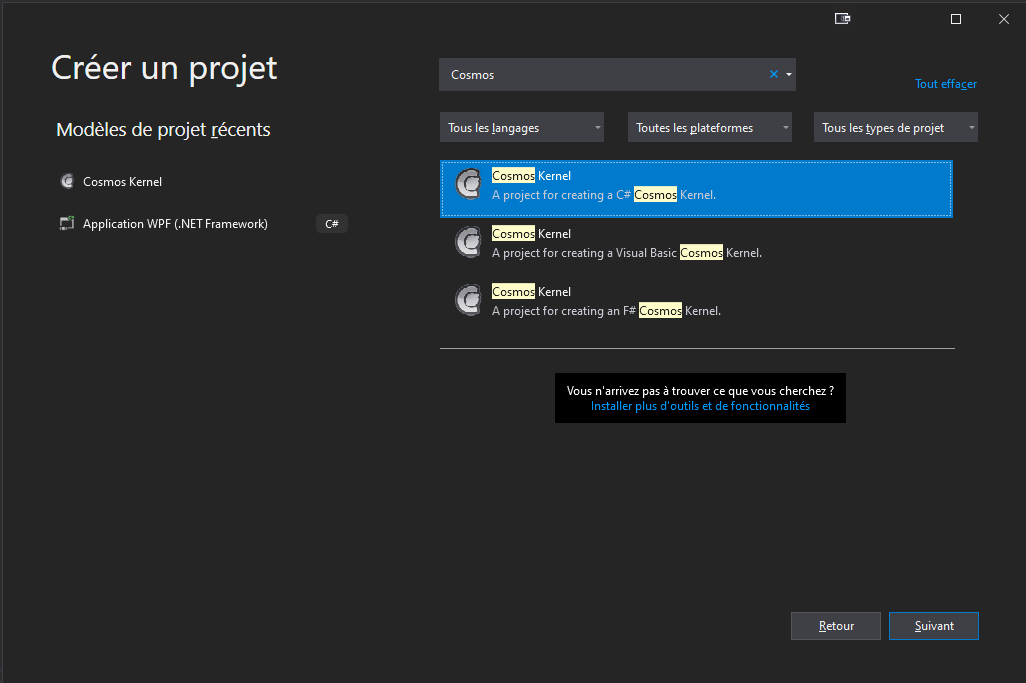 Créer un projet
Modèles de projet récents
Cosmos Kernel
Application WPF (.NET Framework)
C#
Cosmos
Tout effacer
Tous les langages
Toutes les plateformes
Tous les types de projet
Cosmos Kernel
A project for creating a C# Cosmos Kernel.
Cosmos Kernel
A project for creating a Visual Basic Cosmos Kernel.
Cosmos Kernel
A project for creating an F# Cosmos Kernel.
Vous n'arrivez pas à trouver ce que vous cherchez ?
Installer plus d'outils et de fonctionnalités
Retour
Suivant